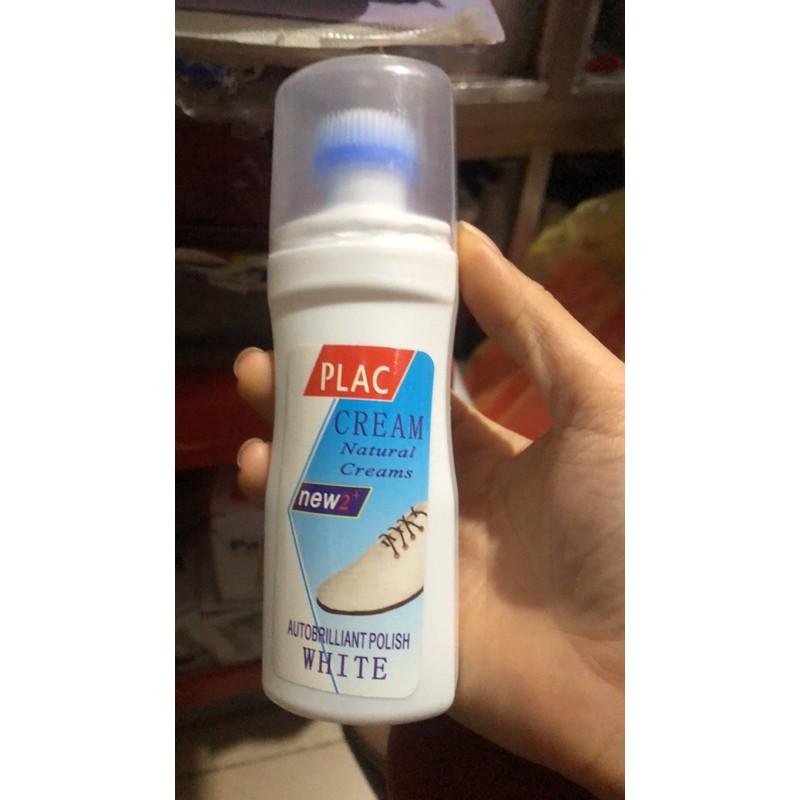 PLAC
CREAM
Natural
Creams
new2+
AUTOBRILLIANT POLISH
WHITE